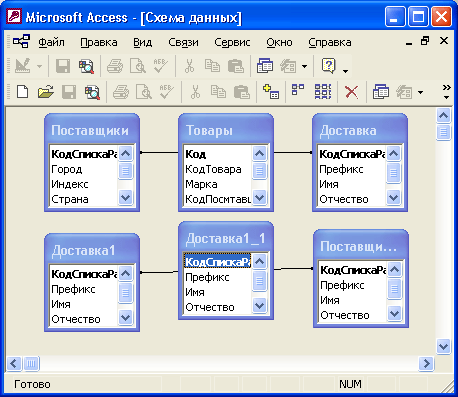 Microsoft Access - [Схема данных]
Файл Правка Вид Связи Сервис Окно Справка
Поставщики
КодСпискаРа
Город
Индекс
Страна
Товары
Код
КодТовара
Марка
КодПосмтавш
Доставка
КодСпискаРа
Префикс
Имя
Отчество
Доставка1
КодСпискаРа
Префикс
Имя
Отчество
Доставка1_1
КодСпискаРа
Префикс
Имя
Отчество
Поставщи...
КодСпискаРа
Префикс
Имя
Отчество
Готово NUM